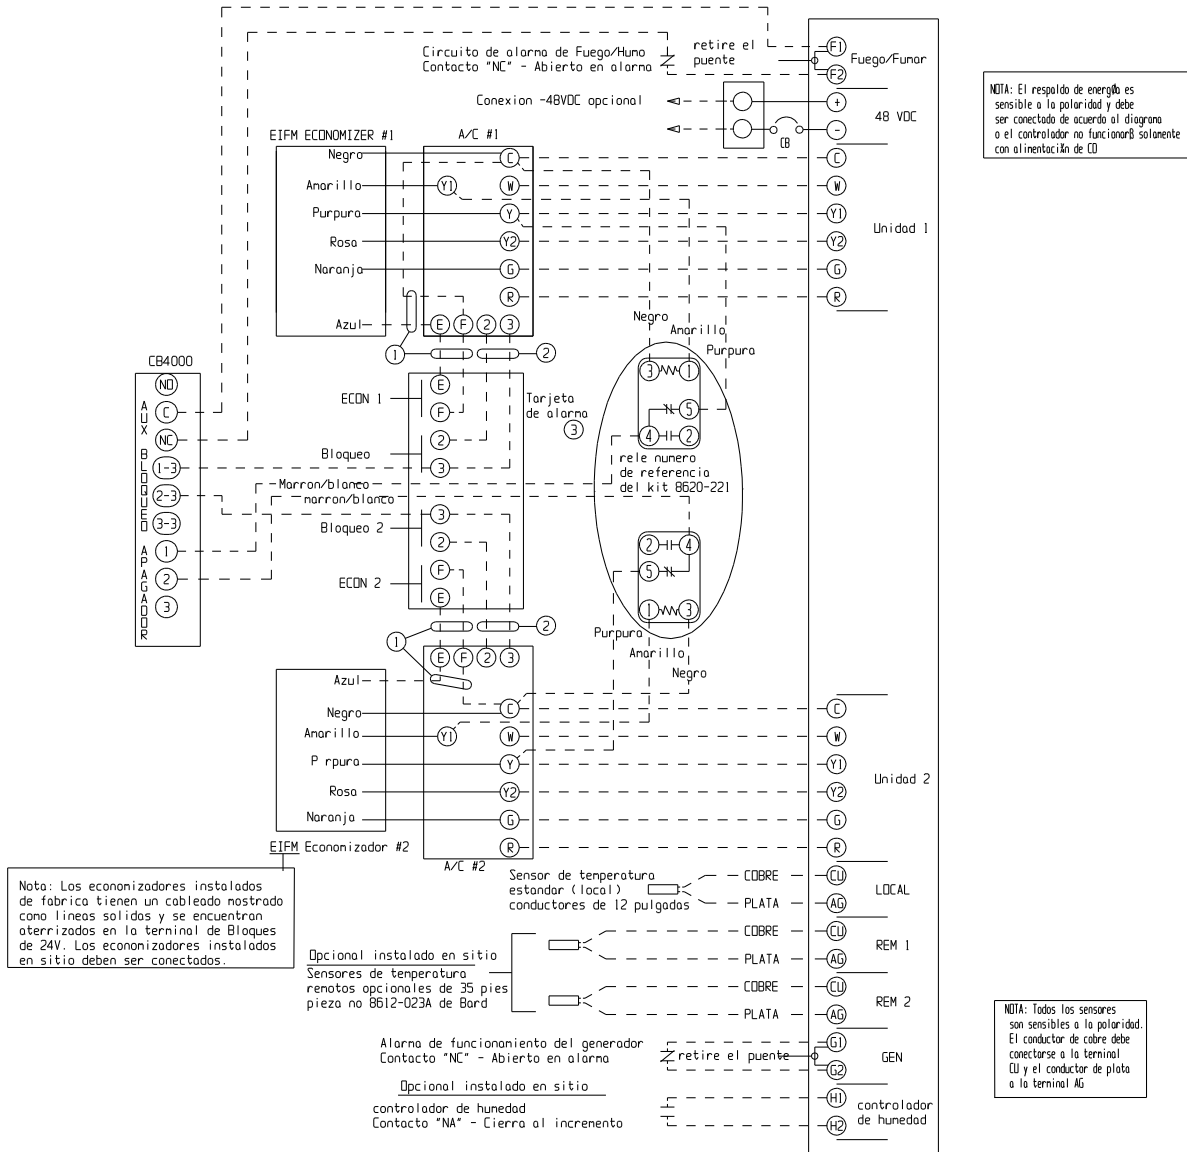 Circuito de alarma de Fuego/Humo
Contacto "NC" - Abierto en alarma
retire el
puente
F1
F2
Fuego/Fumar
Conexion -48VDC opcional
+
-
CB
48 VDC
NOTA: El respaldo de energÝa es
sensible a la polaridad y debe
ser conectado de acuerdo al diagrama
o el controlador no funcionarß solamente
con alimentaciþn de CD
EIFM ECONOMIZER #1
A/C #1
Negro
Amarillo
Purpura
Rosa
Naranja
Azul
C
Y1
W
Y
Y2
G
R
E
F
2
3
C
W
Y1
Y2
G
R
Unidad 1
1
2
Negro
Amarillo
Purpura
CB4000
NO
C
NC
1-3
2-3
3-3
1
2
3
AUX
BLOQUEO
APAGADOR
ECON 1
E
F
Bloqueo
2
3
Tarjeta
de alarma
3
3
1
5
4
2
rele numero
de referencia
del kit 8620-221
Marron/blanco
marron/blanco
Bloqueo 2
3
2
ECON 2
F
E
2
4
5
1
3
Purpura
Amarillo
Negro
1
2
E
F
2
3
Azul
Negro
Amarillo
P rpura
Rosa
Naranja
C
Y1
W
Y
Y2
G
R
C
W
Y1
Y2
G
R
Unidad 2
EIFM Economizador #2
A/C #2
Nota: Los economizadores instalados
de fabrica tienen un cableado mostrado
como lineas solidas y se encuentran
aterrizados en la terminal de Bloques
de 24V. Los economizadores instalados
en sitio deben ser conectados.
Sensor de temperatura
estandar (local)
conductores de 12 pulgadas
COBRE
PLATA
CU
AG
LOCAL
Opcional instalado en sitio
Sensores de temperatura
remotos opcionales de 35 pies
pieza no 8612-023A de Bard
COBRE
PLATA
CU
AG
REM 1
COBRE
PLATA
CU
AG
REM 2
NOTA: Todos los sensores
son sensibles a la polaridad.
El conductor de cobre debe
conectarse a la terminal
CU y el conductor de plata
a la terminal AG
Alarma de funcionamiento del generador
Contacto "NC" - Abierto en alarma
retire el puente
G1
G2
GEN
Opcional instalado en sitio
controlador de humedad
Contacto "NA" - Cierra al incremento
H1
H2
controlador
de humedad